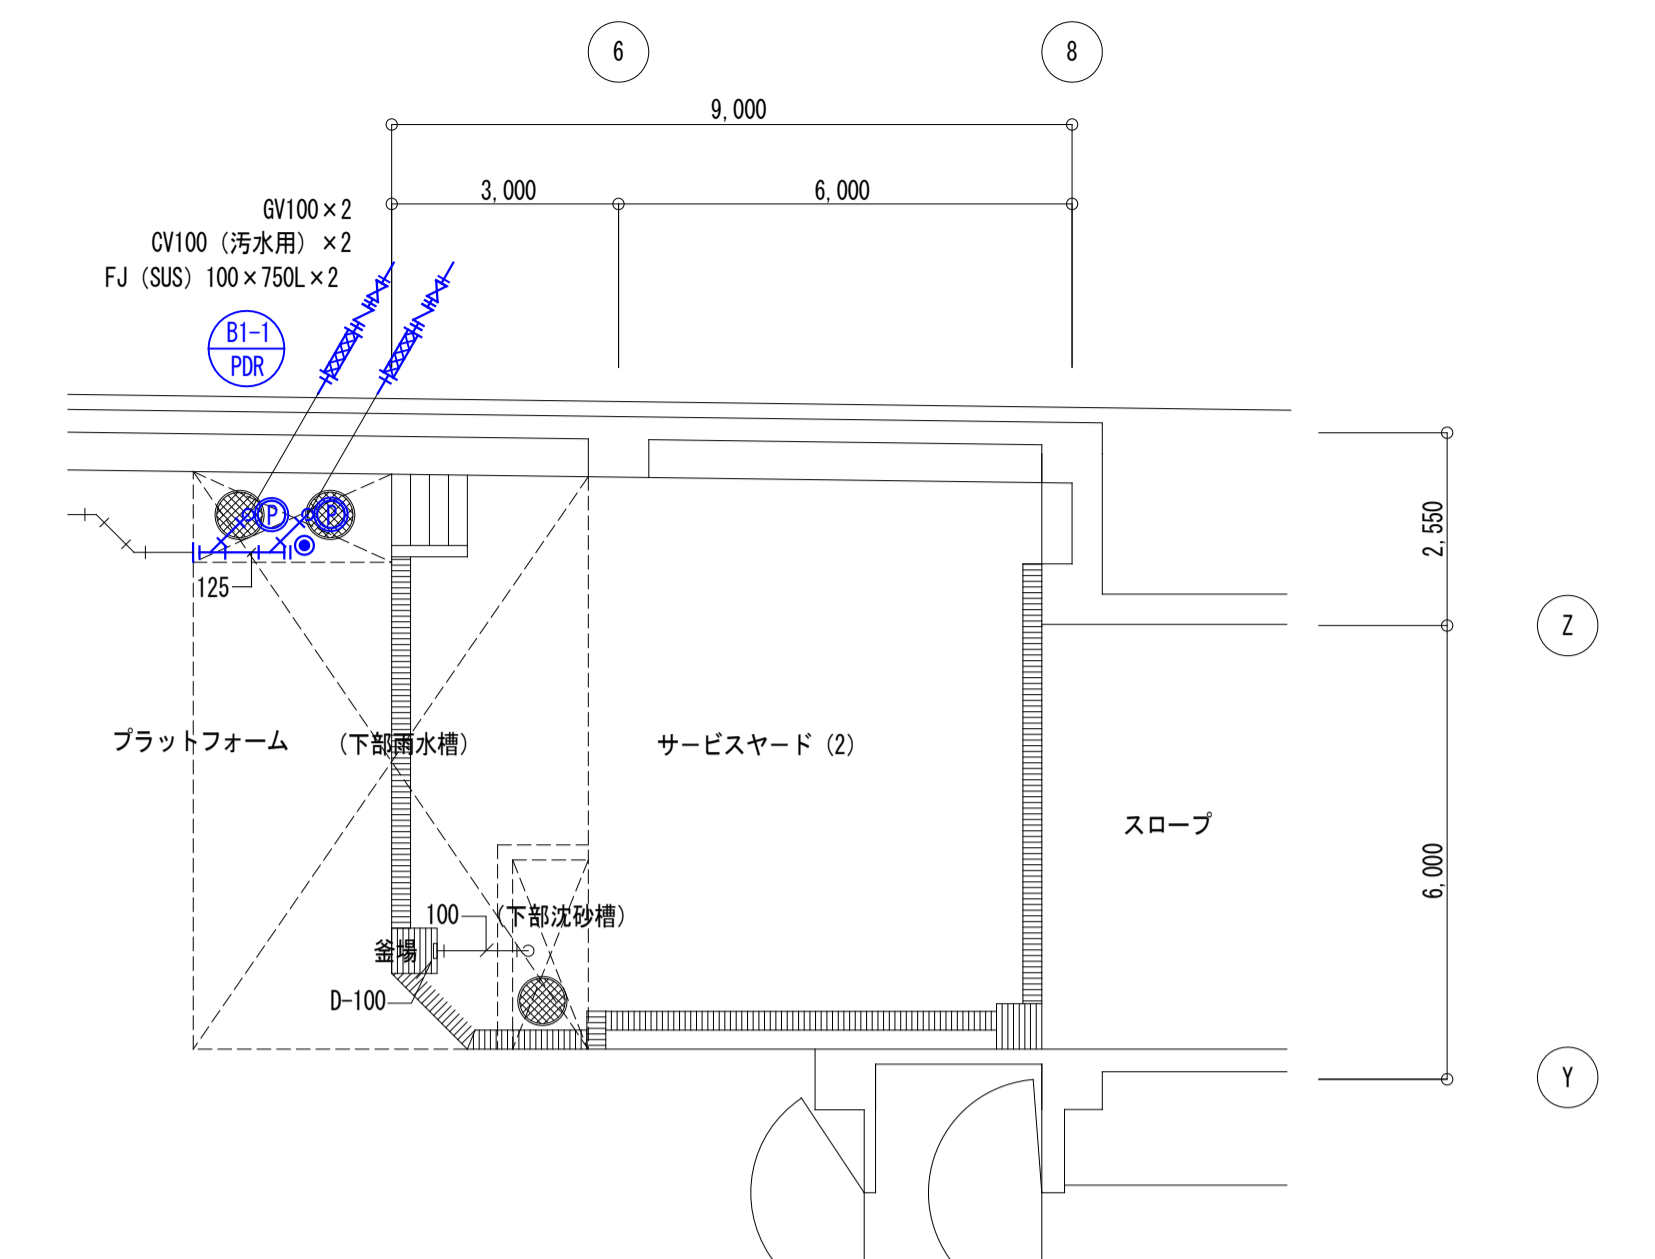 6
8
9,000
3,000
6,000
GV100×2
CV100（汚水用）×2
FJ（SUS）100×750L×2
B1-1
PDR
2,550
P
P
125
Z
プラットフォーム
（下部雨水槽）
サービスヤード（2）
スロープ
6,000
100
（下部沈砂槽）
釜場
D-100
Y